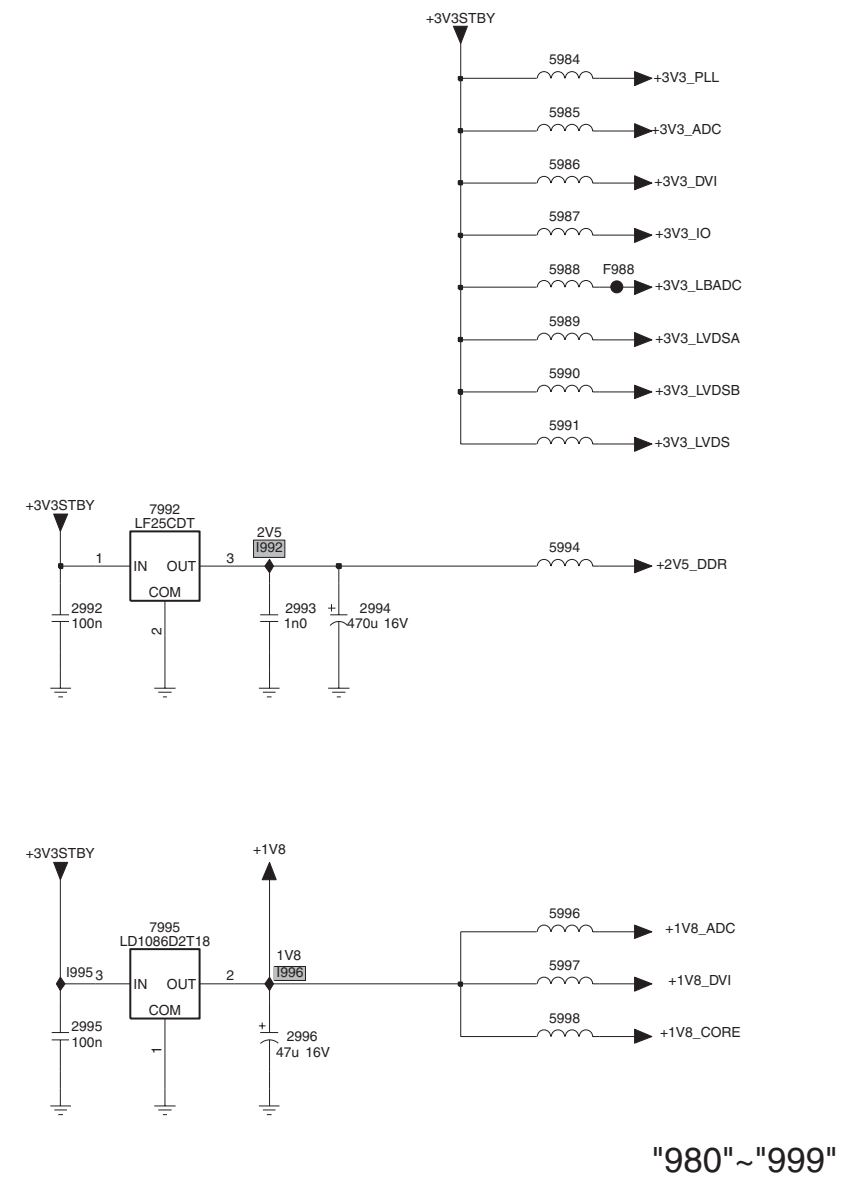 +3V3STBY
5984
+3V3_PLL
5985
+3V3_ADC
5986
+3V3_DVI
5987
+3V3_IO
5988 F988
+3V3_LBADC
5989
+3V3_LVDSA
5990
+3V3_LVDSB
5991
+3V3_LVDS
+3V3STBY
7992
LF25CDT
1 IN OUT 3
COM
2
2V5
I992
5994
+2V5_DDR
2992
100n
2993
1n0
+ 2994
470u 16V
+3V3STBY
+1V8
7995
LD1086D2T18
I995 3 IN OUT 2
COM
1
1V8
I996
5996
+1V8_ADC
5997
+1V8_DVI
5998
+1V8_CORE
2995
100n
+ 2996
47u 16V
"980"~"999"